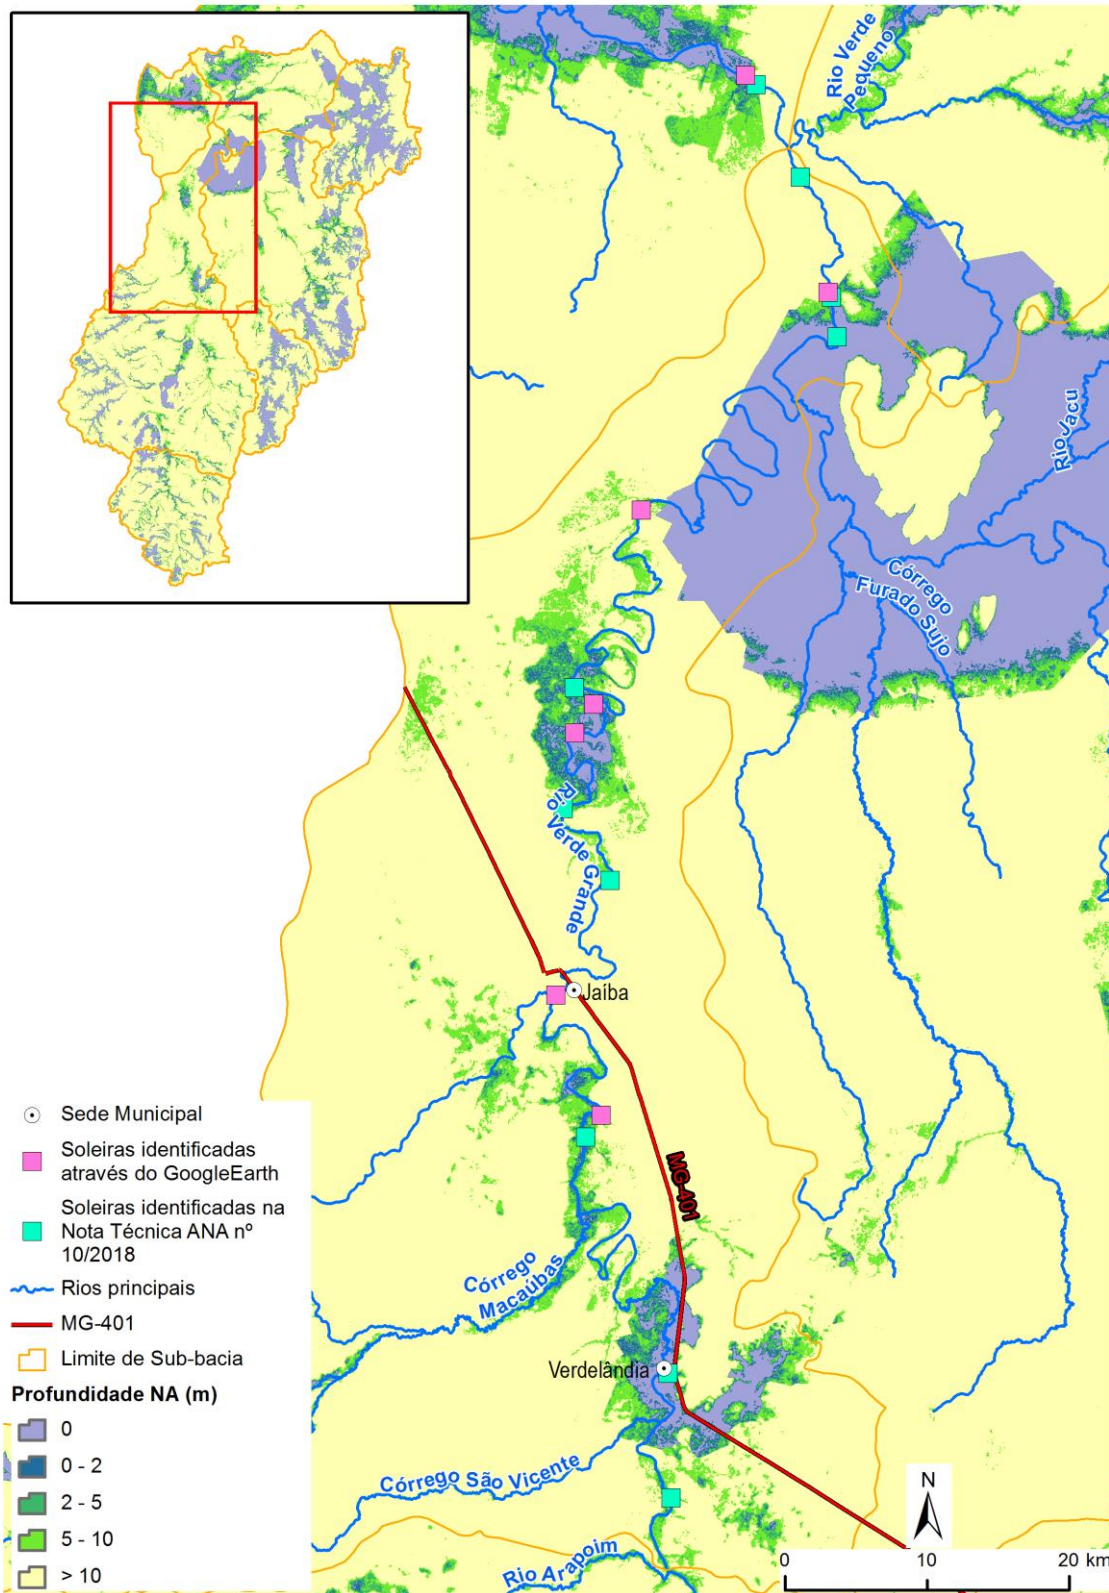 Rio Verde
Pequeno
Rio Jacu
Córrego
Furado Sujo
Rio
Verde Grande
Jaíba
MG-401
Córrego
Macaúbas
Verdelândia
Córrego São Vicente
Rio Arapoim
Sede Municipal
Soleiras identificadas
através do GoogleEarth
Soleiras identificadas na
Nota Técnica ANA nº
10/2018
Rios principais
MG-401
Limite de Sub-bacia
Profundidade NA (m)
0
0 - 2
2 - 5
5 - 10
> 10
N
0 10 20 km